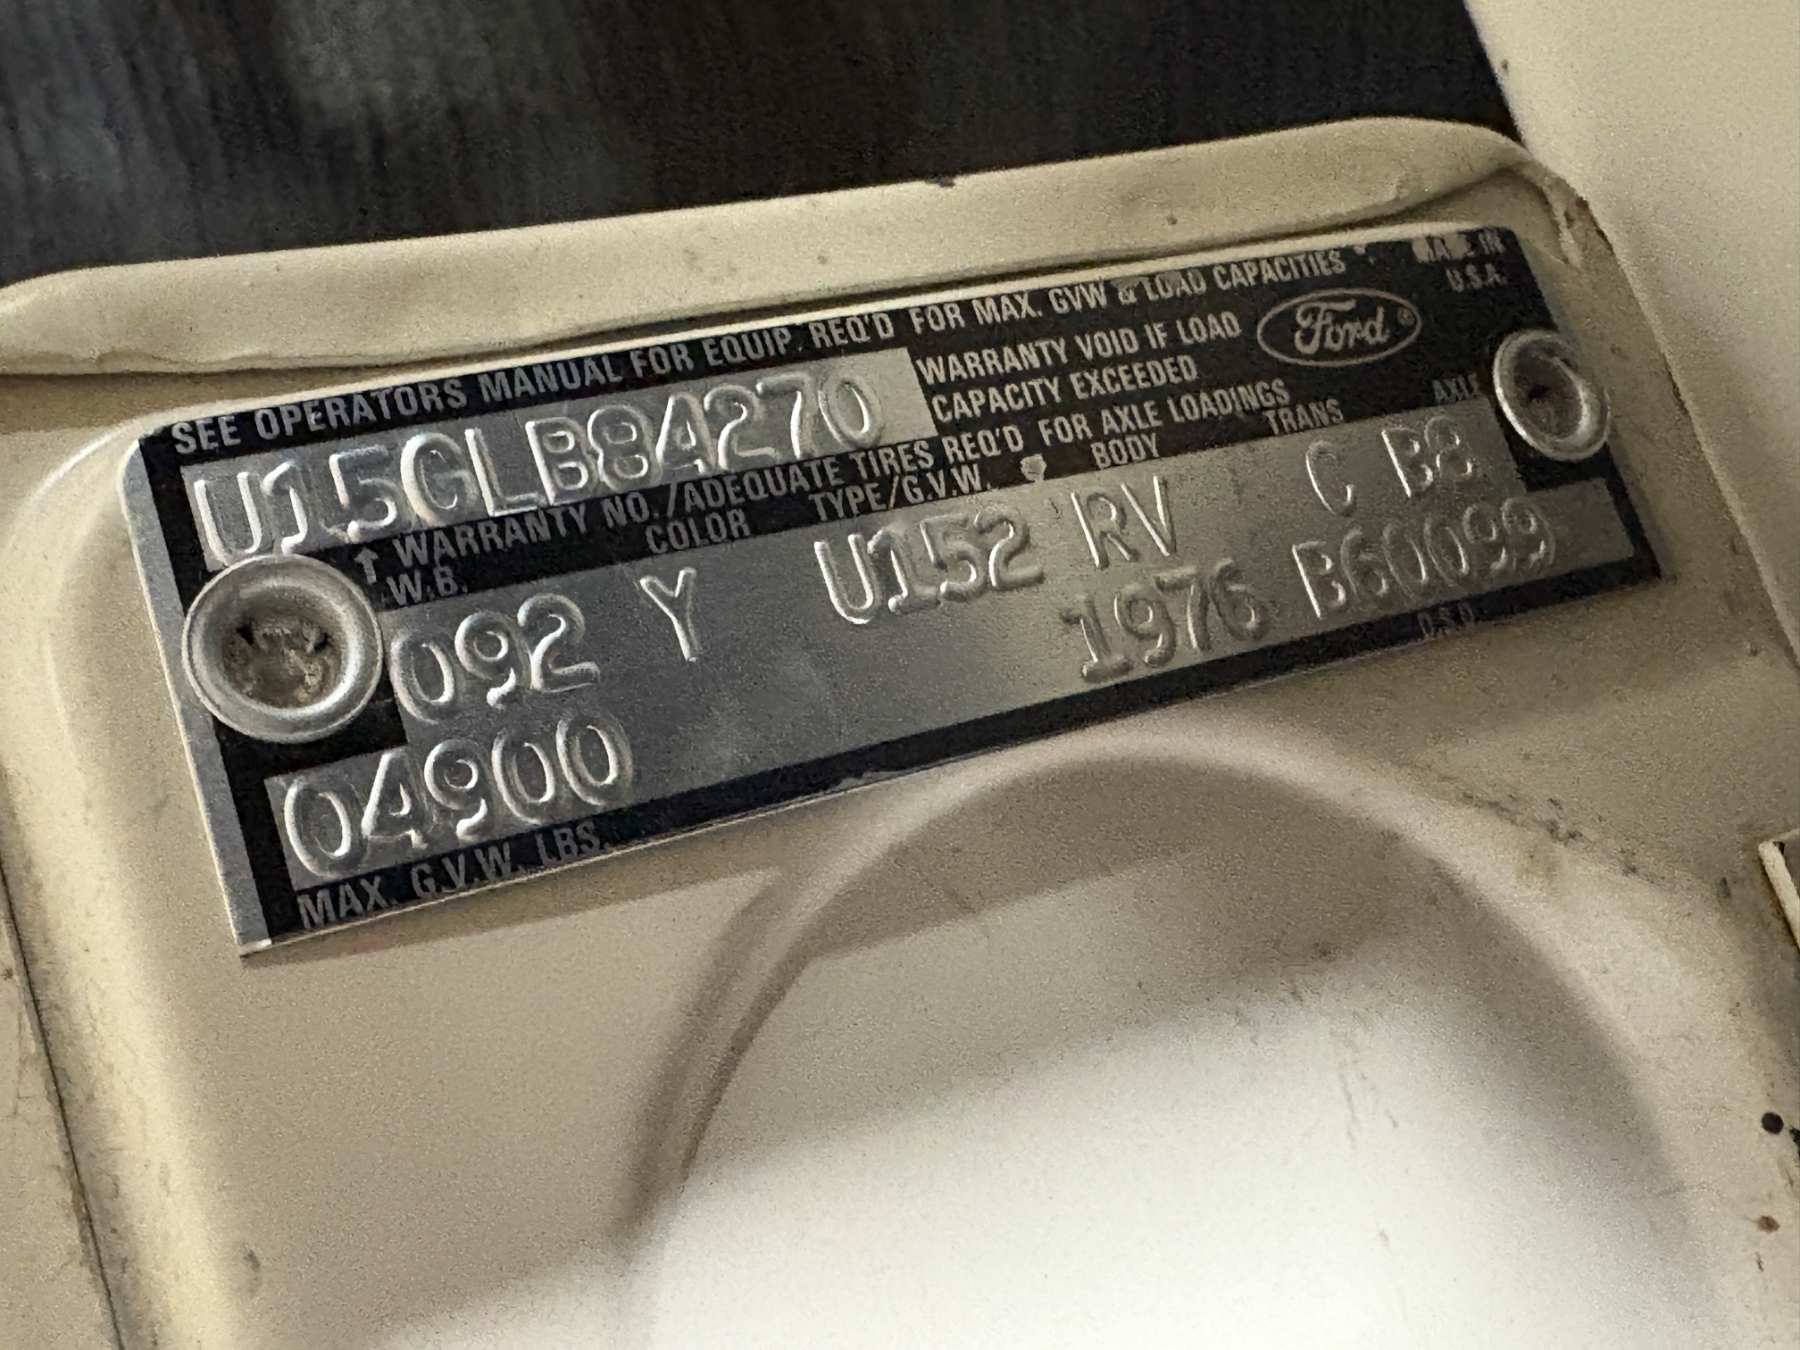 SEE OPERATORS MANUAL FOR EQUIP. REQ'D FOR MAX. GVW & LOAD CAPACITIES
MADE IN U.S.A.
U15GLB84270
WARRANTY VOID IF LOAD
CAPACITY EXCEEDED
Ford®
↑ WARRANTY NO./ADEQUATE TIRES REQ'D FOR AXLE LOADINGS
W.B. COLOR TYPE/G.V.W. BODY TRANS AXLE
092 Y U152 RV C B8
1976 B60099
D.S.O.
04900
MAX. G.V.W. LBS.